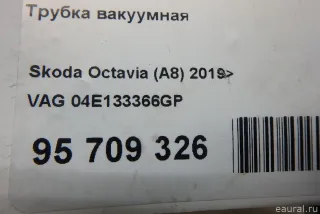 Трубка вакуумная
Skoda Octavia (A8) 2019>
VAG 04E133366GP
95 709 326
eaural.ru